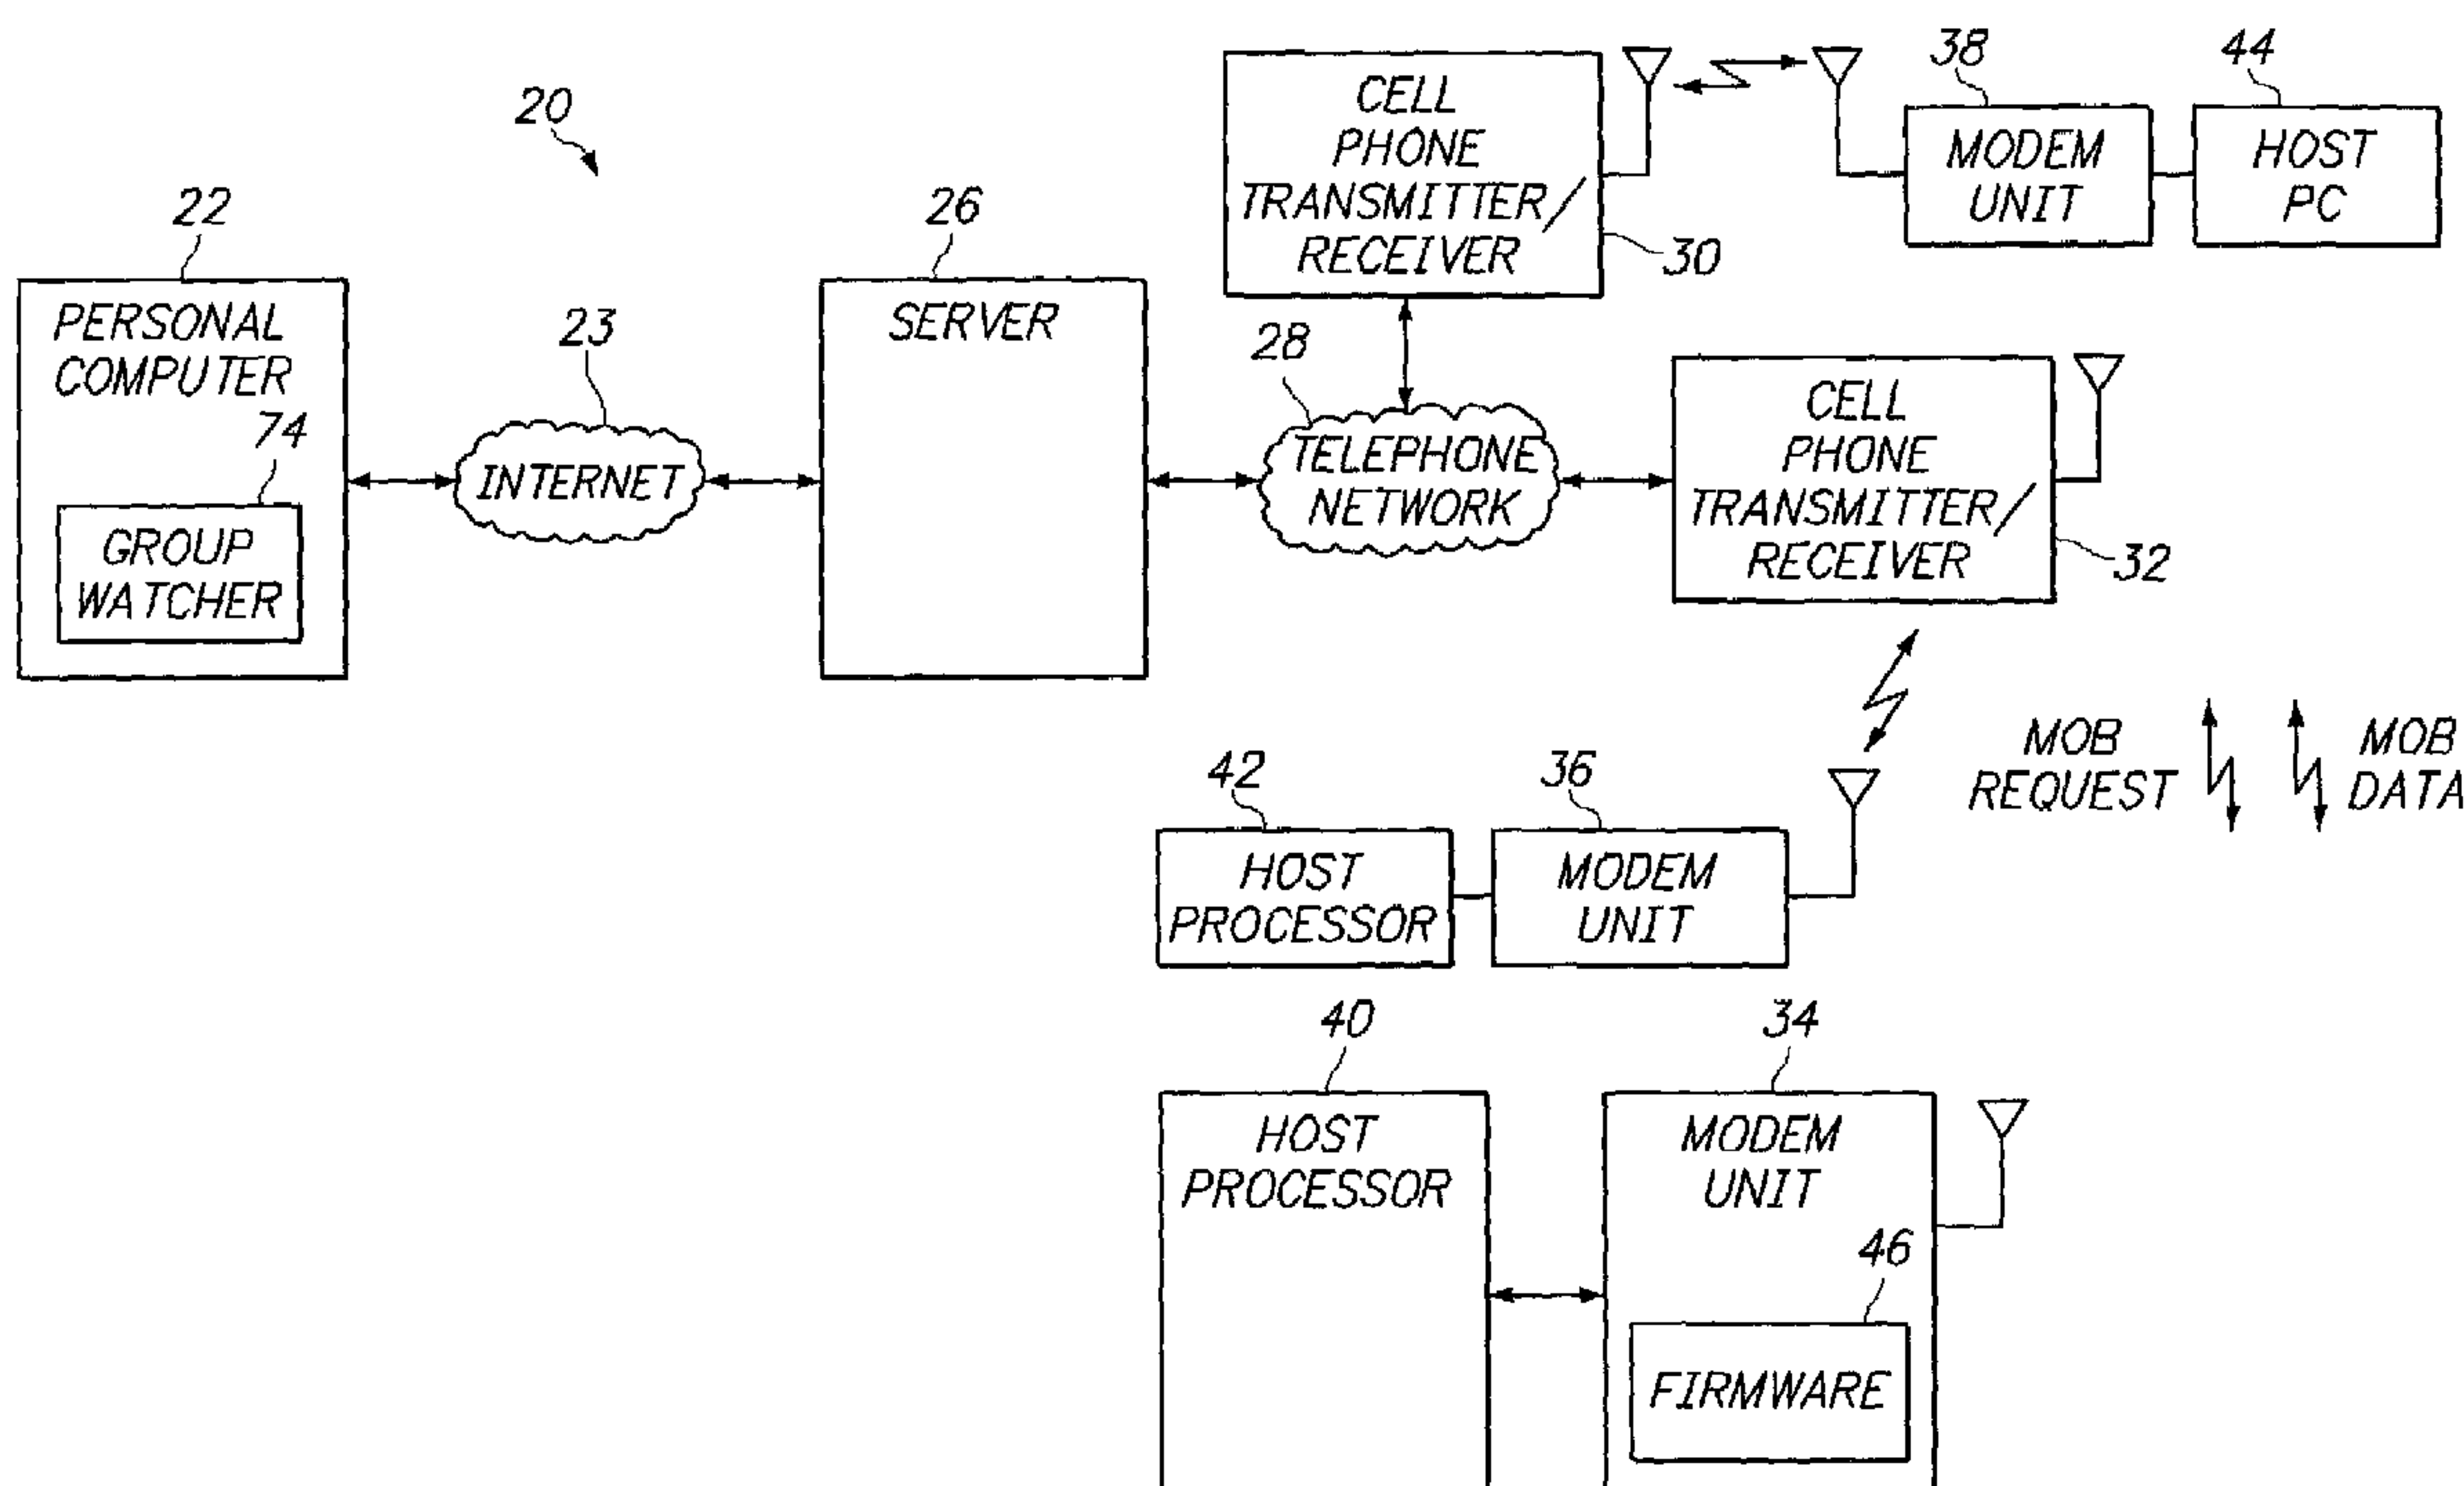 20
22
PERSONAL
COMPUTER
74
GROUP
WATCHER
23
INTERNET
26
SERVER
CELL
PHONE
TRANSMITTER/
RECEIVER
30
38
MODEM
UNIT
44
HOST
PC
28
TELEPHONE
NETWORK
CELL
PHONE
TRANSMITTER/
RECEIVER
32
MOB
REQUEST
MOB
DATA
42
HOST
PROCESSOR
36
MODEM
UNIT
40
HOST
PROCESSOR
34
MODEM
UNIT
46
FIRMWARE